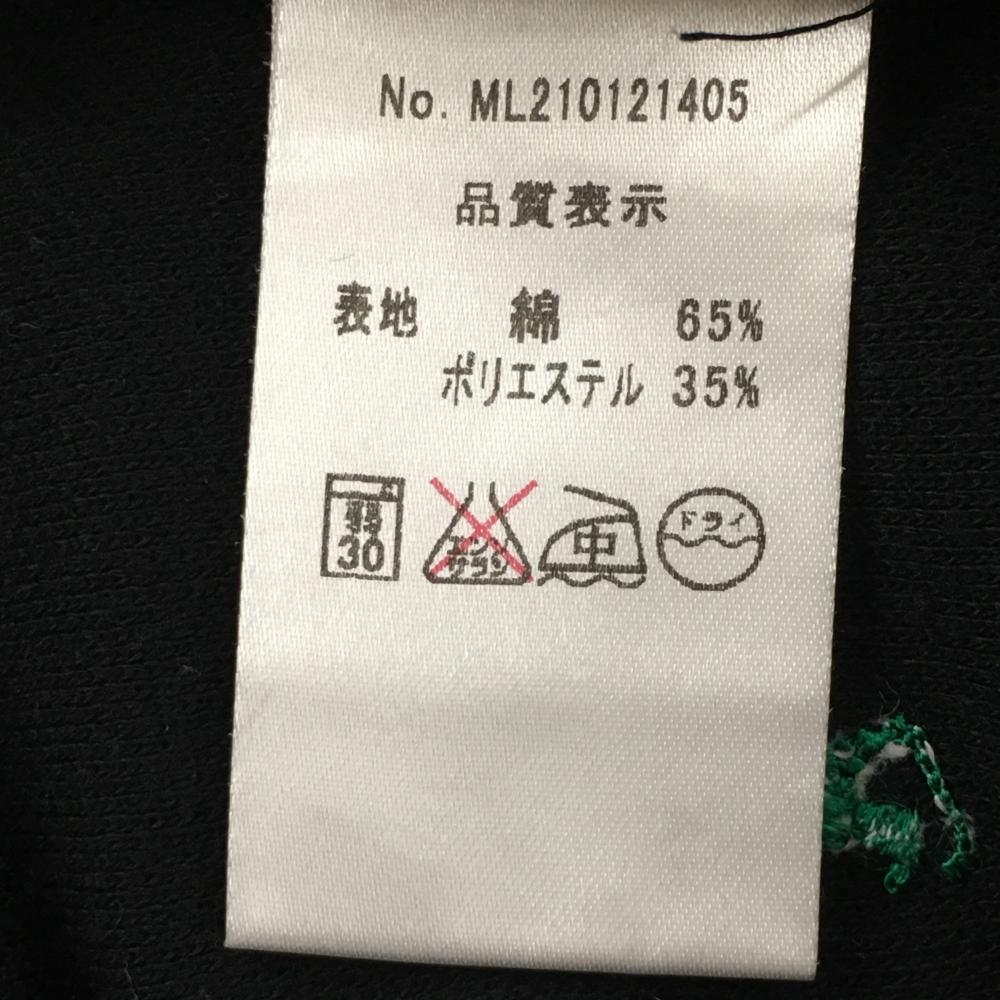 No. ML210121405
品質表示
表地 綿 65%
ポリエステル 35%
弱
30
エンソ
サラシ
中
ドライ